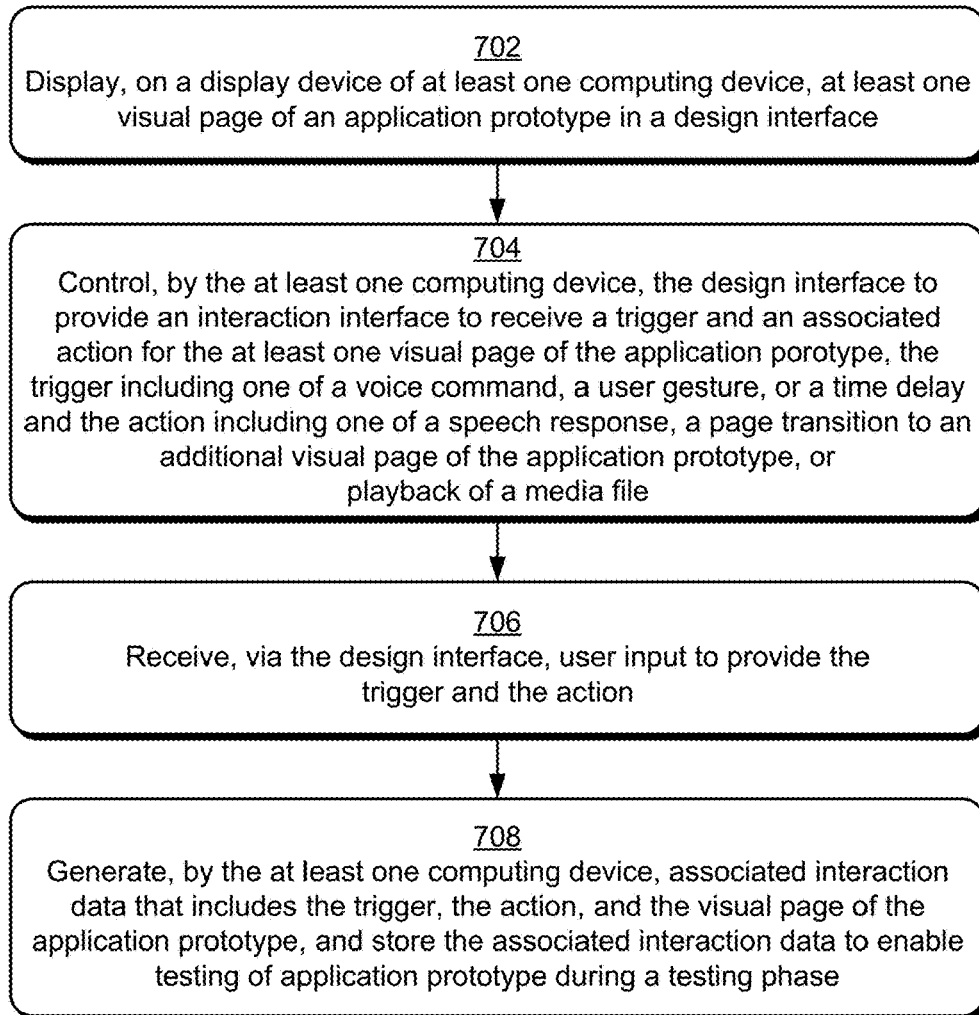 702
Display, on a display device of at least one computing device, at least one
visual page of an application prototype in a design interface
704
Control, by the at least one computing device, the design interface to
provide an interaction interface to receive a trigger and an associated
action for the at least one visual page of the application porotype, the
trigger including one of a voice command, a user gesture, or a time delay
and the action including one of a speech response, a page transition to an
additional visual page of the application prototype, or
playback of a media file
706
Receive, via the design interface, user input to provide the
trigger and the action
708
Generate, by the at least one computing device, associated interaction
data that includes the trigger, the action, and the visual page of the
application prototype, and store the associated interaction data to enable
testing of application prototype during a testing phase